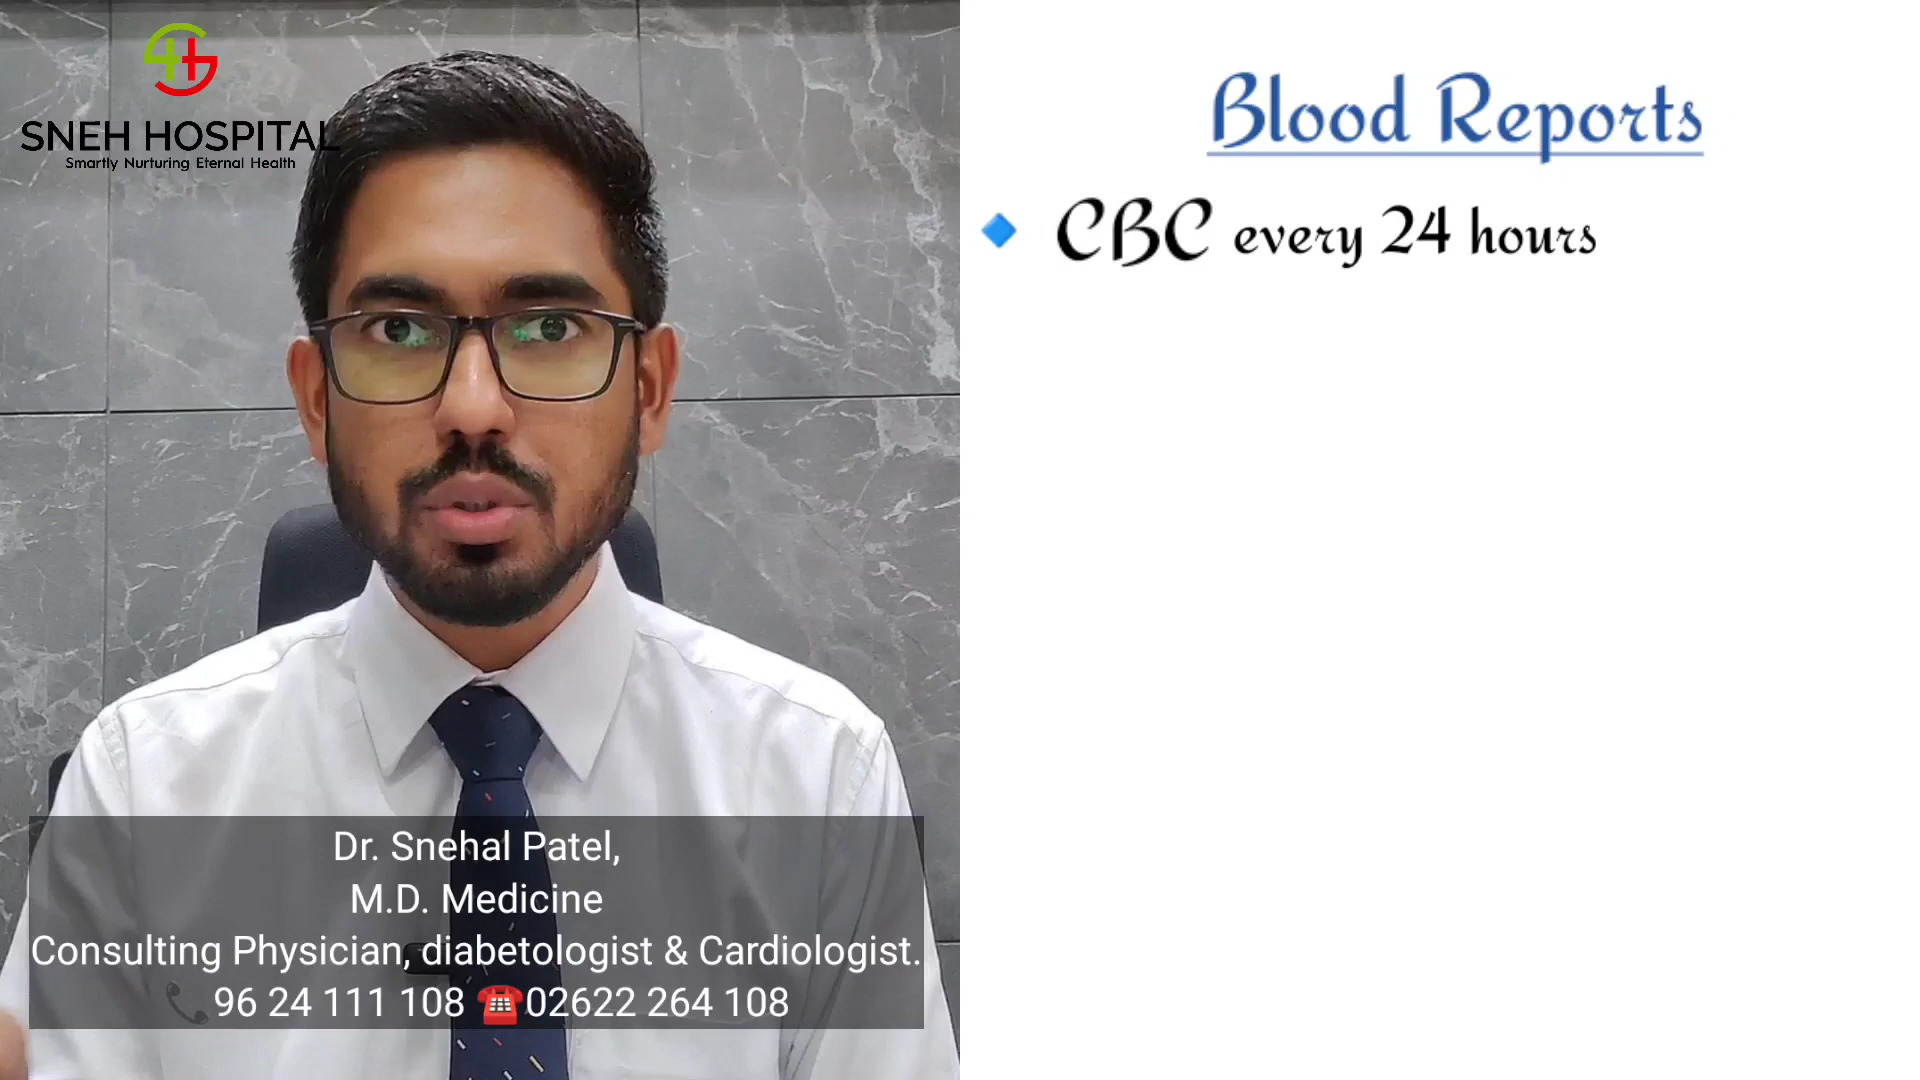 SNEH HOSPITAL
Smartly Nurturing Eternal Health
Blood Reports
CBC every 24 hours
Dr. Snehal Patel,
M.D. Medicine
Consulting Physician, diabetologist & Cardiologist.
96 24 111 108 02622 264 108